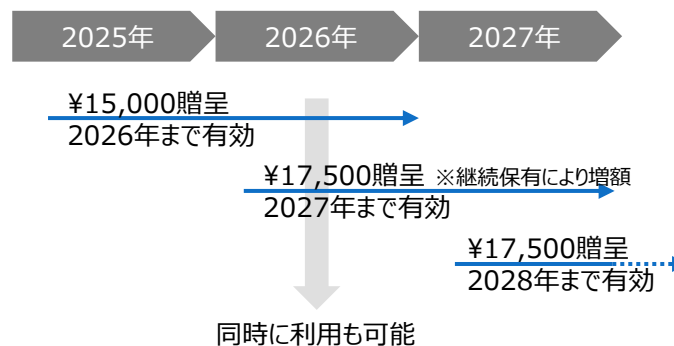 2025年 2026年 2027年
¥15,000贈呈
2026年まで有効
¥17,500贈呈 ※継続保有により増額
2027年まで有効
¥17,500贈呈
2028年まで有効
同時に利用も可能